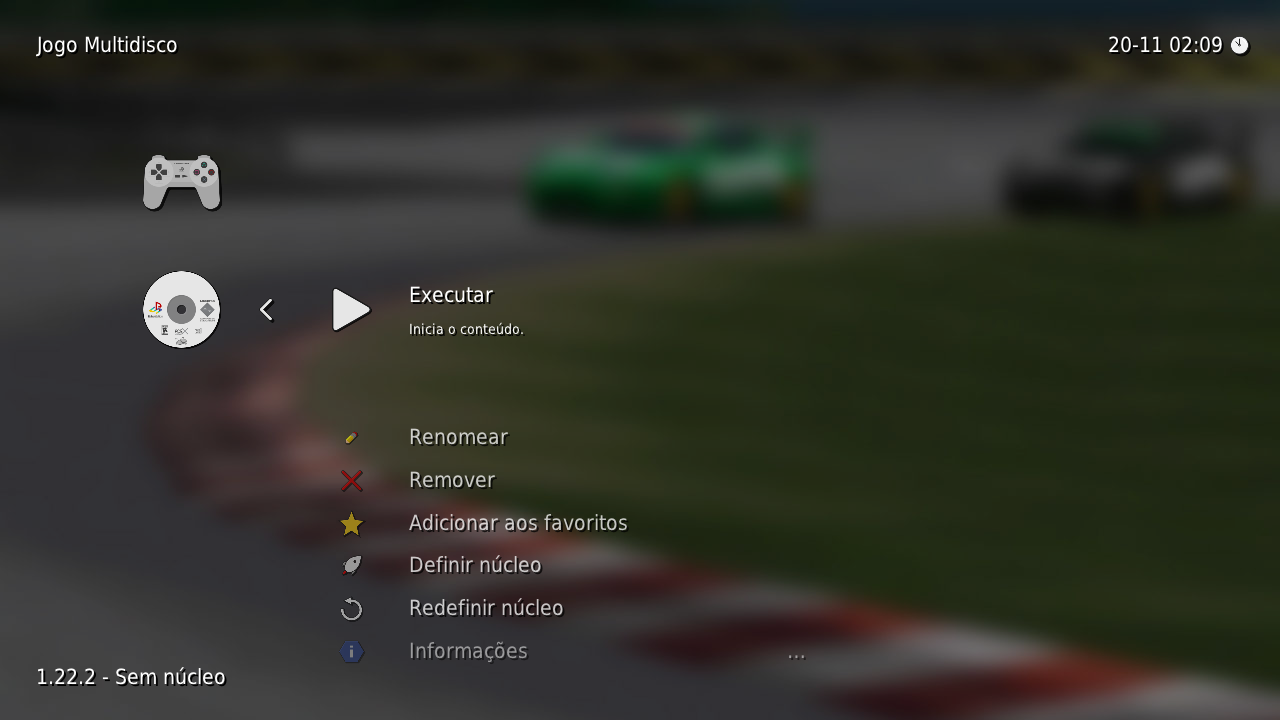 Jogo Multidisco
20-11 02:09
Executar
Inicia o conteúdo.
Renomear
Remover
Adicionar aos favoritos
Definir núcleo
Redefinir núcleo
Informações ...
1.22.2 - Sem núcleo